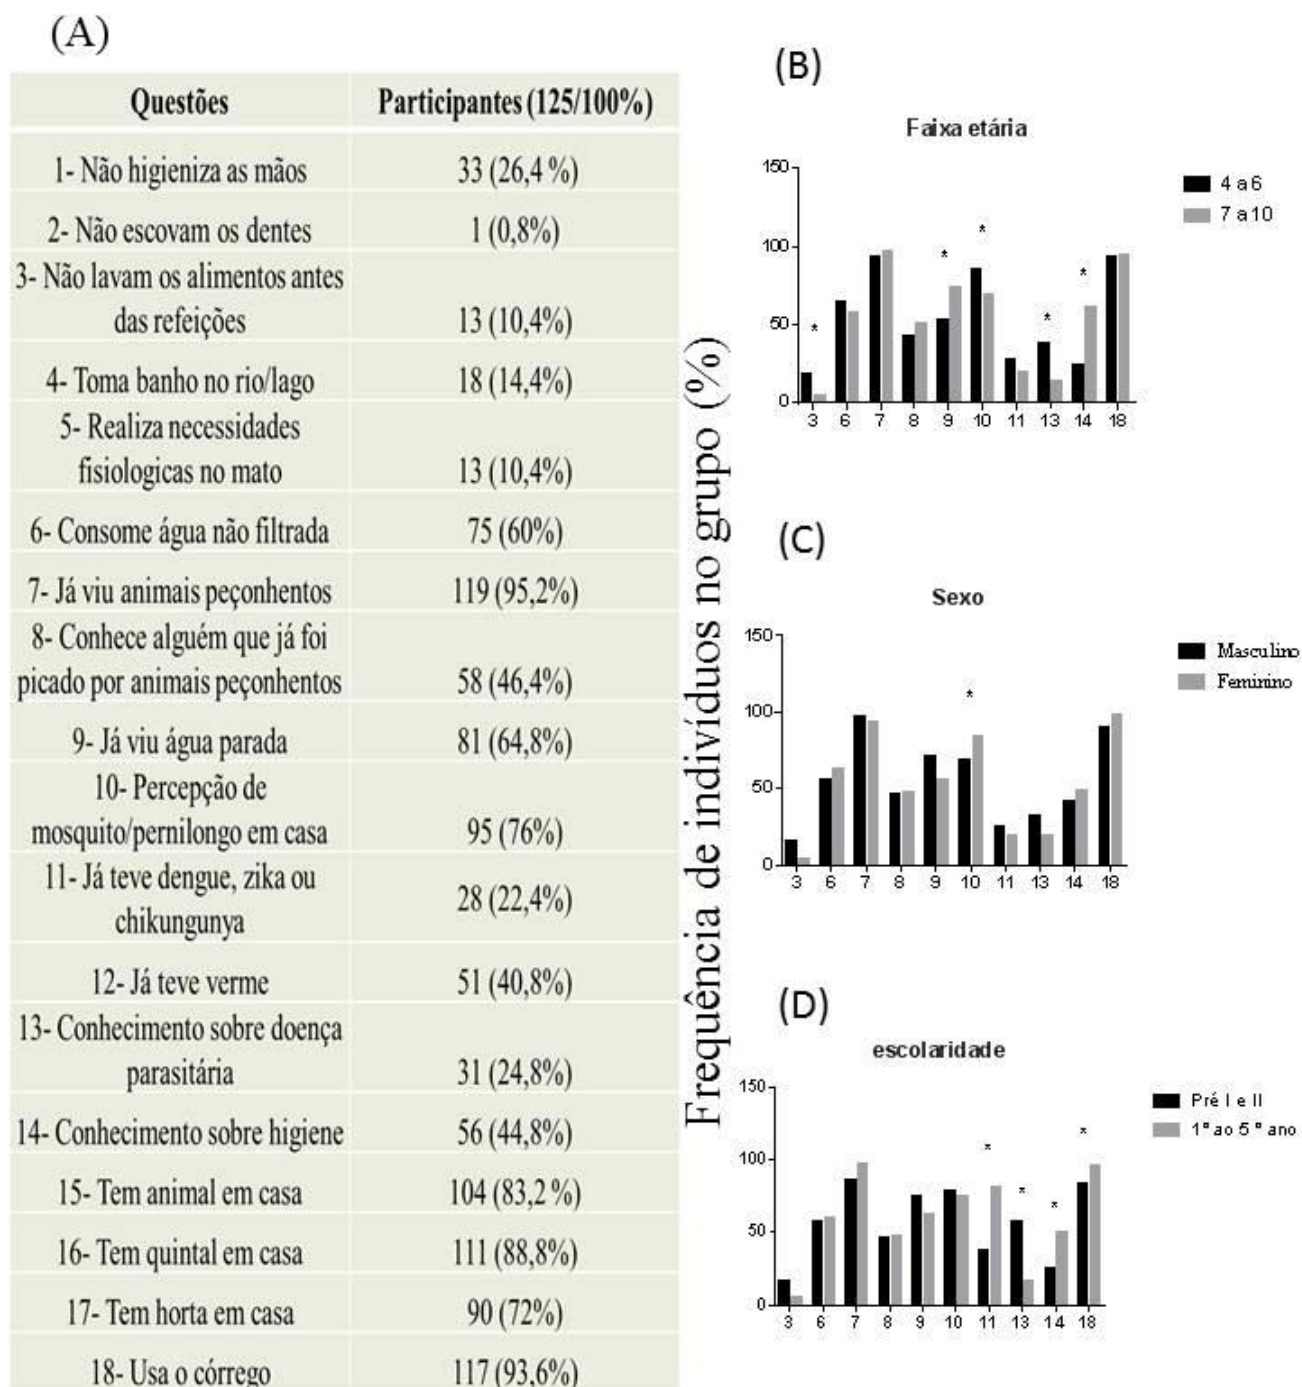 (A)
Questões Participantes (125/100%)
1- Não higieniza as mãos 33 (26,4 %)
2- Não escovam os dentes 1 (0,8%)
3- Não lavam os alimentos antes
das refeições 13 (10,4%)
4- Toma banho no rio/lago 18 (14,4%)
5- Realiza necessidades
fisiologicas no mato 13 (10,4%)
6- Consome água não filtrada 75 (60%)
7- Já viu animais peçonhentos 119 (95,2%)
8- Conhece alguém que já foi
picado por animais peçonhentos 58 (46,4%)
9- Já viu água parada 81 (64,8%)
10- Percepção de
mosquito/pernilongo em casa 95 (76%)
11- Já teve dengue, zika ou
chikungunya 28 (22,4%)
12- Já teve verme 51 (40,8%)
13- Conhecimento sobre doença
parasitária 31 (24,8%)
14- Conhecimento sobre higiene 56 (44,8%)
15- Tem animal em casa 104 (83,2 %)
16- Tem quintal em casa 111 (88,8%)
17- Tem horta em casa 90 (72%)
18- Usa o córrego 117 (93,6%)
Frequência de indivíduos no grupo (%)
(B)
Faixa etária
150
100
50
0
* * * * *
3 6 7 8 9 10 11 13 14 18
4 a 6
7 a 10
(C)
Sexo
150
100
50
0
*
3 6 7 8 9 10 11 13 14 18
Masculino
Feminino
(D)
escolaridade
150
100
50
0
* * * *
3 6 7 8 9 10 11 13 14 18
Pré I e II
1º ao 5 º ano